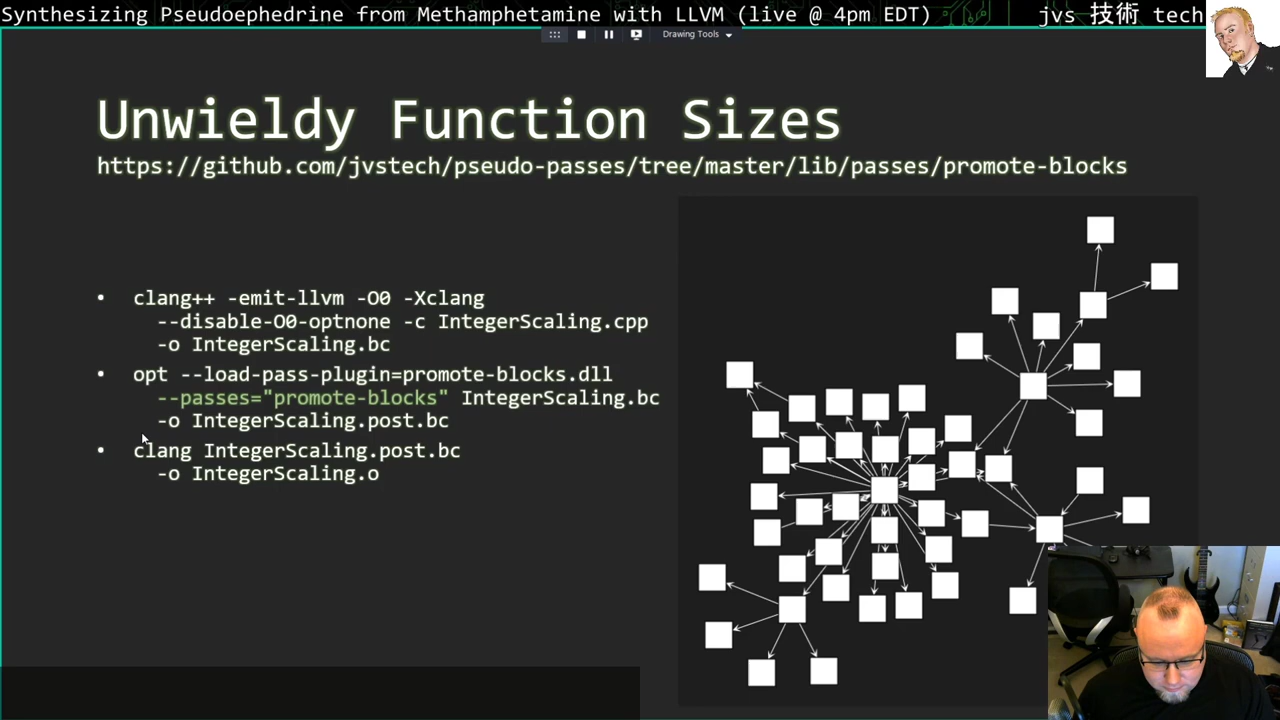 Synthesizing Pseudoephedrine from Methamphetamine with LLVM (live @ 4pm EDT)
jvs 技術 tech
Drawing Tools
Unwieldy Function Sizes
https://github.com/jvstech/pseudo-passes/tree/master/lib/passes/promote-blocks
• clang++ -emit-llvm -O0 -Xclang
--disable-O0-optnone -c IntegerScaling.cpp
-o IntegerScaling.bc
• opt --load-pass-plugin=promote-blocks.dll
--passes="promote-blocks" IntegerScaling.bc
-o IntegerScaling.post.bc
• clang IntegerScaling.post.bc
-o IntegerScaling.o